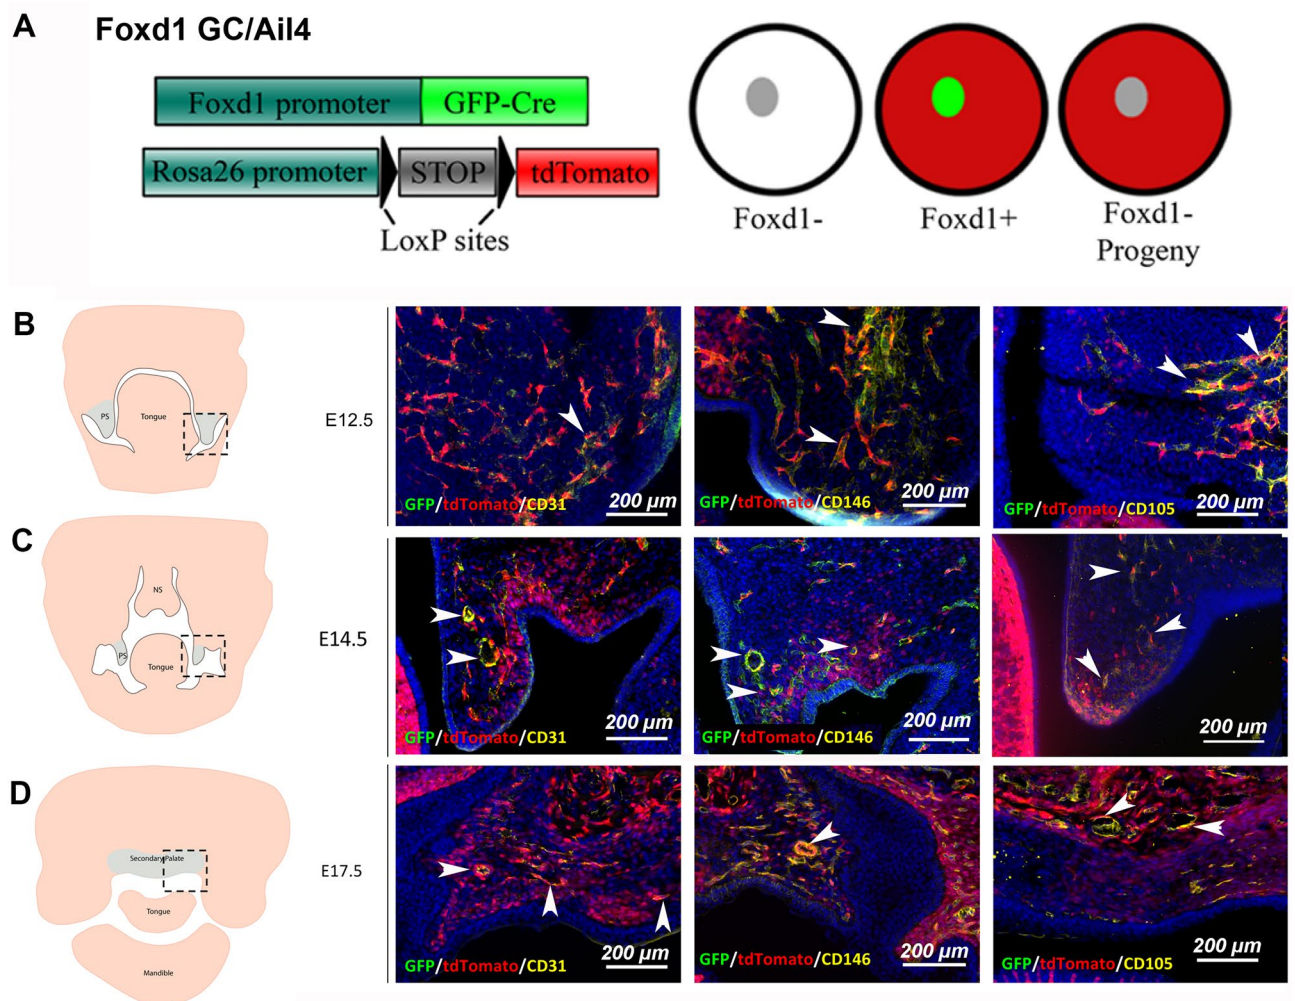 A
Foxd1 GC/Ail4
Foxd1 promoter
GFP-Cre
Rosa26 promoter
STOP
tdTomato
LoxP sites
Foxd1-
Foxd1+
Foxd1-
Progeny
B
PS
Tongue
E12.5
GFP/tdTomato/CD31
200 µm
GFP/tdTomato/CD146
200 µm
GFP/tdTomato/CD105
200 µm
C
NS
PS
Tongue
E14.5
GFP/tdTomato/CD31
200 µm
GFP/tdTomato/CD146
200 µm
200 µm
D
Secondary Palate
Tongue
Mandible
E17.5
GFP/tdTomato/CD31
200 µm
GFP/tdTomato/CD146
200 µm
GFP/tdTomato/CD105
200 µm